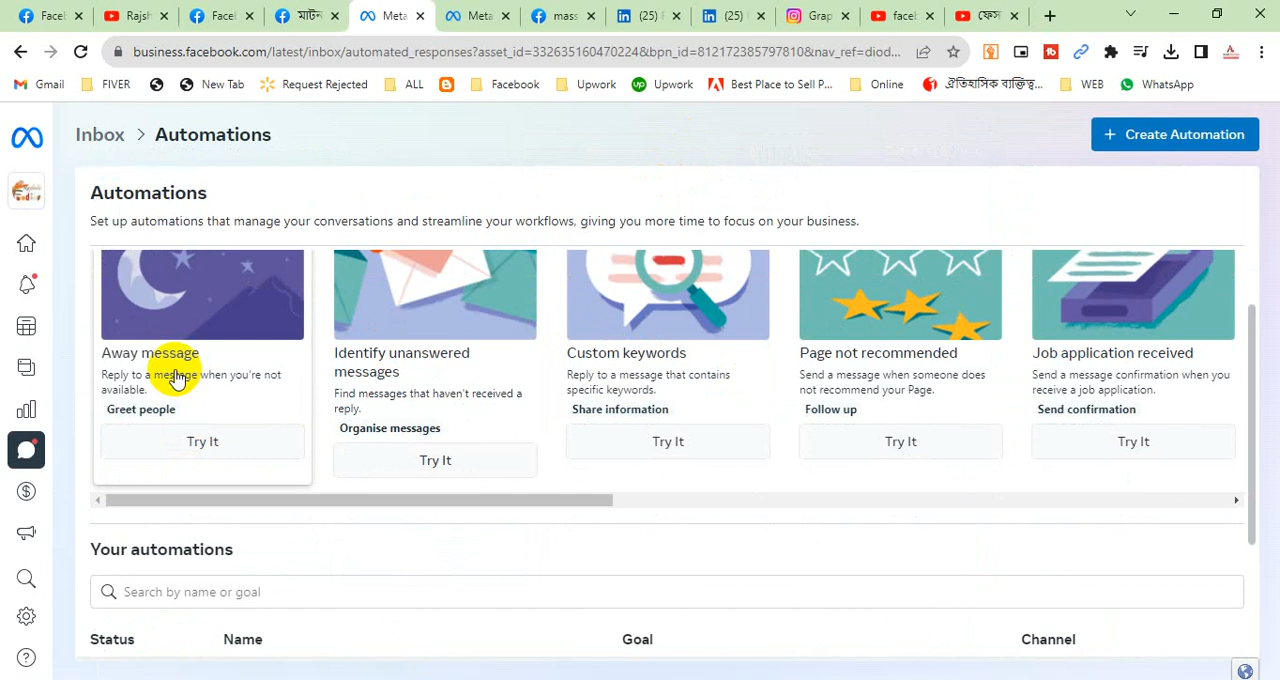 Facel
Rajsh
Facel
মাটন
Meta
Meta
mass
(25) F
(25)
Grap
faceb
ফেস
business.facebook.com/latest/inbox/automated_responses?asset_id=332635160470224&bpn_id=812172385797810&nav_ref=diod...
Gmail
FIVER
New Tab
Request Rejected
ALL
Facebook
Upwork
Upwork
Best Place to Sell P...
Online
ঐতিহাসিক ব্যক্তিত্ব...
WEB
WhatsApp
Inbox > Automations
+ Create Automation
Automations
Set up automations that manage your conversations and streamline your workflows, giving you more time to focus on your business.
Away message
Reply to a message when you're not
available.
Greet people
Try It
Identify unanswered
messages
Find messages that haven't received a
reply.
Organise messages
Try It
Custom keywords
Reply to a message that contains
specific keywords.
Share information
Try It
Page not recommended
Send a message when someone does
not recommend your Page.
Follow up
Try It
Job application received
Send a message confirmation when you
receive a job application.
Send confirmation
Try It
Your automations
Search by name or goal
Status Name Goal Channel